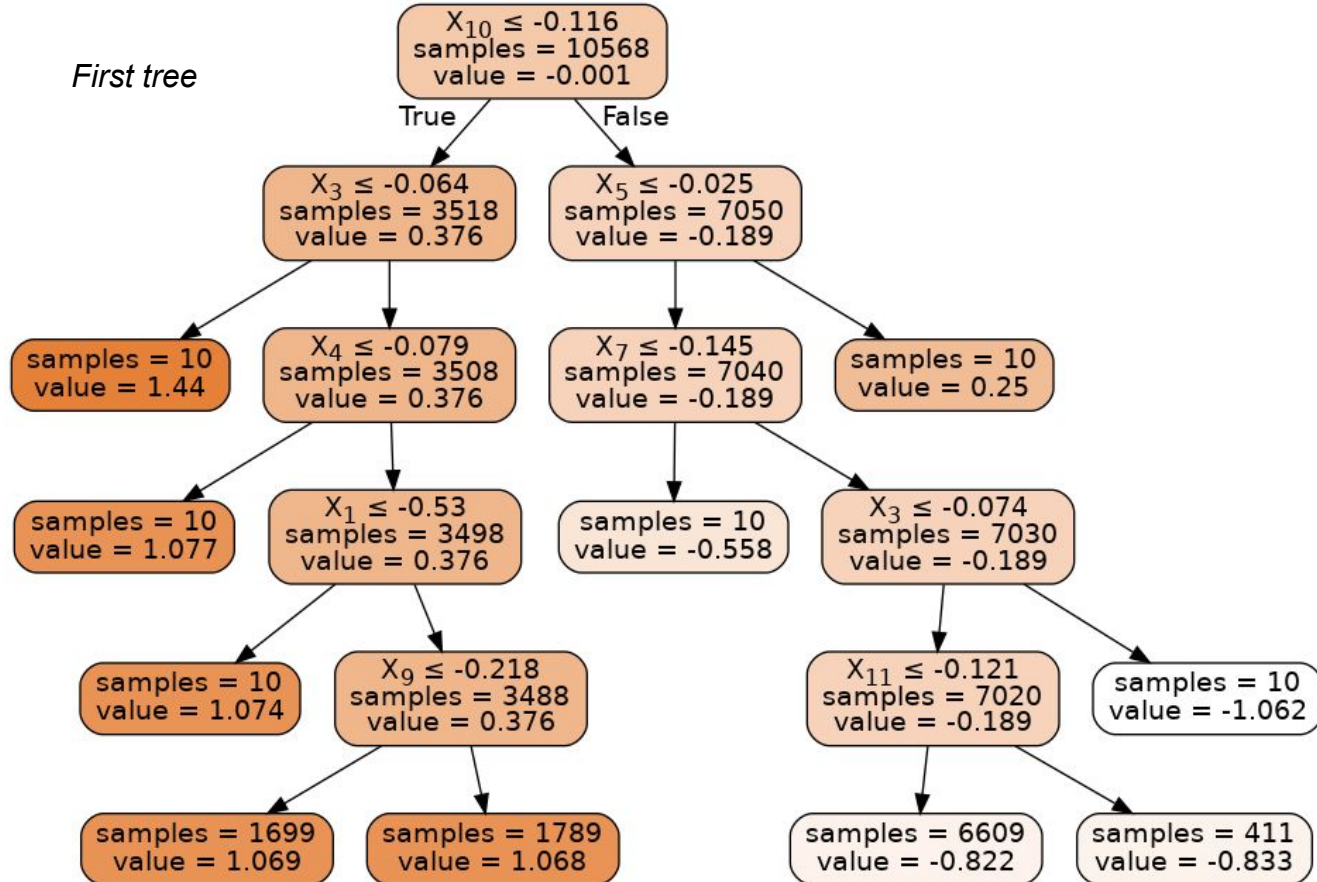 First tree
X₁₀ ≤ -0.116
samples = 10568
value = -0.001
True
False
X₃ ≤ -0.064
samples = 3518
value = 0.376
X₅ ≤ -0.025
samples = 7050
value = -0.189
samples = 10
value = 1.44
X₄ ≤ -0.079
samples = 3508
value = 0.376
X₇ ≤ -0.145
samples = 7040
value = -0.189
samples = 10
value = 0.25
samples = 10
value = 1.077
X₁ ≤ -0.53
samples = 3498
value = 0.376
samples = 10
value = -0.558
X₃ ≤ -0.074
samples = 7030
value = -0.189
samples = 10
value = 1.074
X₉ ≤ -0.218
samples = 3488
value = 0.376
X₁₁ ≤ -0.121
samples = 7020
value = -0.189
samples = 10
value = -1.062
samples = 1699
value = 1.069
samples = 1789
value = 1.068
samples = 6609
value = -0.822
samples = 411
value = -0.833